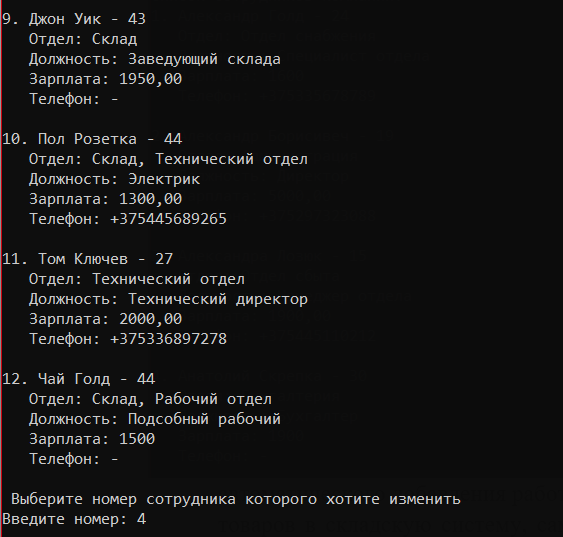 9. Джон Уик - 43
Отдел: Склад
Должность: Заведующий склада
Зарплата: 1950,00
Телефон: -
10. Пол Розетка - 44
Отдел: Склад, Технический отдел
Должность: Электрик
Зарплата: 1300,00
Телефон: +375445689265
11. Том Ключев - 27
Отдел: Технический отдел
Должность: Технический директор
Зарплата: 2000,00
Телефон: +375336897278
12. Чай Голд - 44
Отдел: Склад, Рабочий отдел
Должность: Подсобный рабочий
Зарплата: 1500
Телефон: -
Выберите номер сотрудника которого хотите изменить
Введите номер: 4